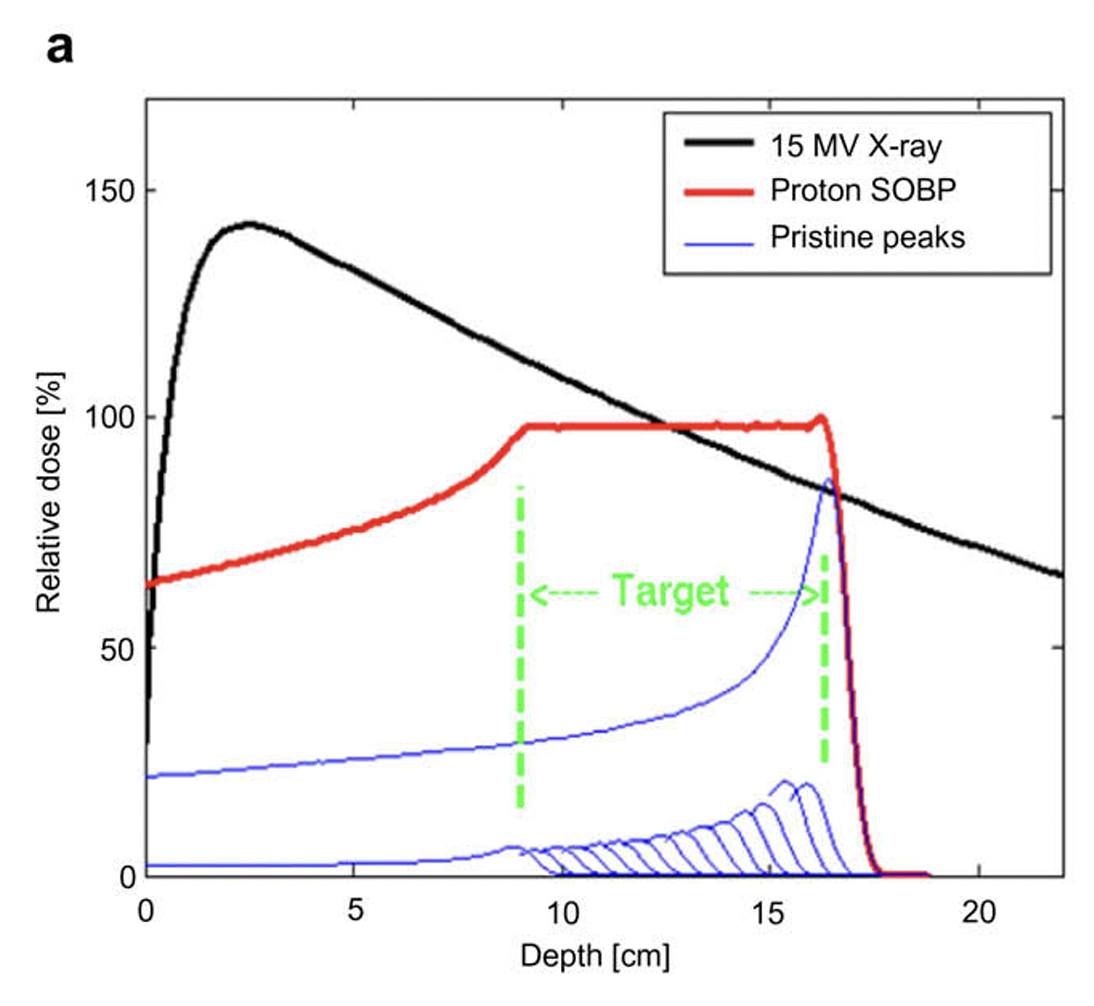 a
15 MV X-ray
Proton SOBP
Pristine peaks
150
100
50
0
Relative dose [%]
Target
0 5 10 15 20
Depth [cm]